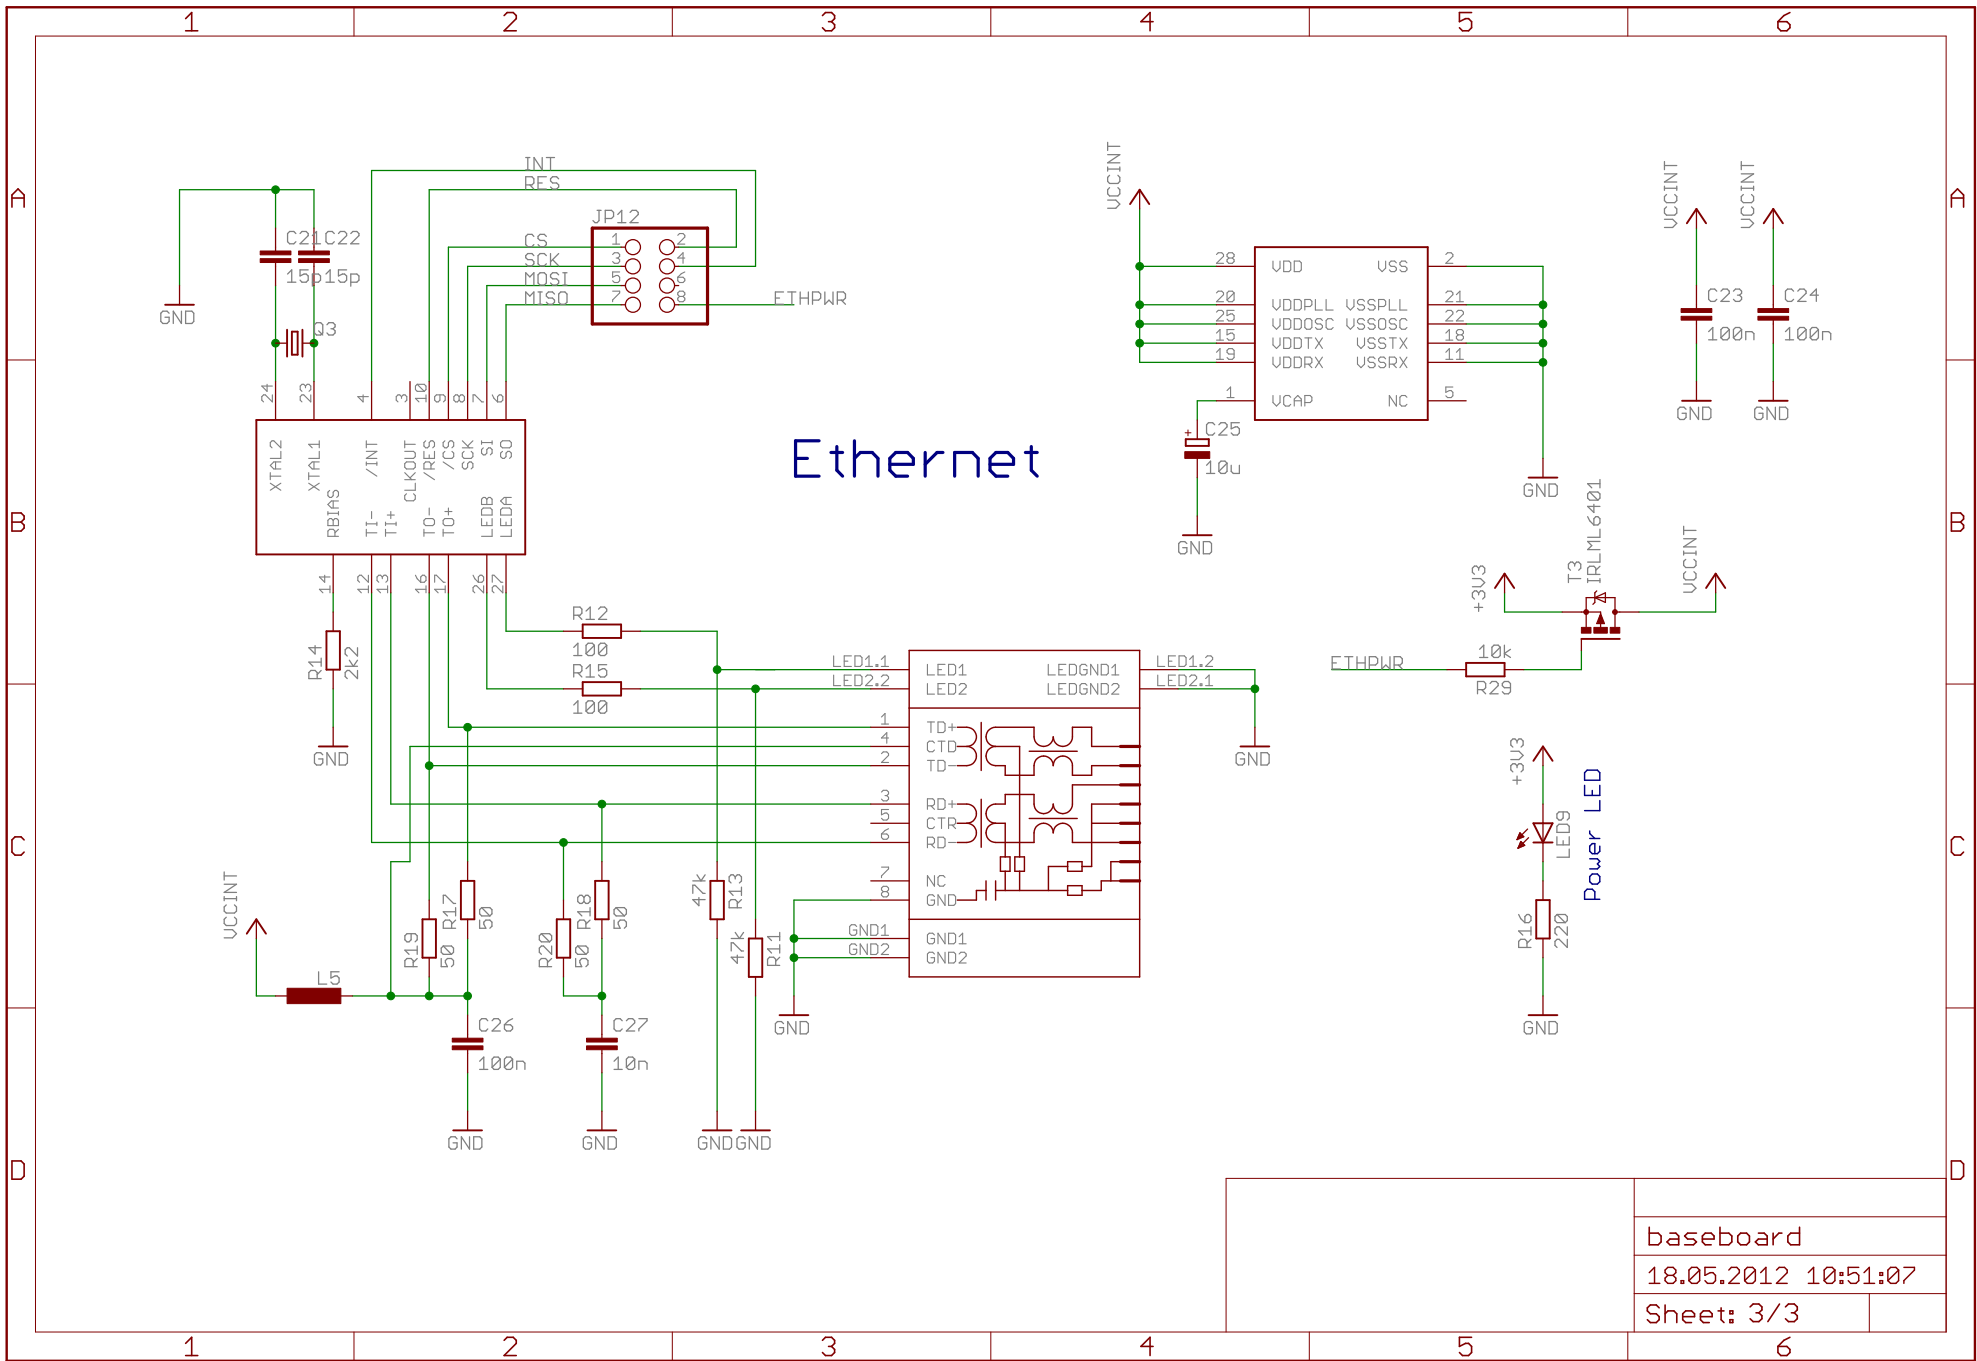 1 2 3 4 5 6
A A
INT
RES
JP12
CS 1 2
SCK 3 4
MOSI 5 6
MISO 7 8
ETHPWR
C21 C22
15p 15p
GND
Q3
24 23 4 3 10 9 8 7 6
XTAL2 XTAL1 /INT CLKOUT /RES /CS SCK SI SO
RBIAS TI- TI+ TO- TO+ LEDB LEDA
14 12 13 16 17 26 27
Ethernet
VCCINT
28 VDD VSS 2
20 VDDPLL VSSPLL 21
25 VDDOSC VSSOSC 22
15 VDDTX VSSTX 18
19 VDDRX VSSRX 11
1 VCAP NC 5
+ C25
10u
GND
GND
VCCINT VCCINT
C23 C24
100n 100n
GND GND
B B
+3V3
T3
IRLML6401
VCCINT
ETHPWR
10k
R29
R14
2k2
GND
R12
100
R15
100
LED1.1 LED1 LEDGND1 LED1.2
LED2.2 LED2 LEDGND2 LED2.1
GND
1 TD+
4 CTD
2 TD-
3 RD+
5 CTR
6 RD-
7 NC
8 GND
GND1 GND1
GND2 GND2
GND
+3V3
LED9
Power LED
R16
220
GND
C C
VCCINT
L5
R19
50
R17
50
R20
50
R18
50
47k
R13
47k
R11
C26
100n
C27
10n
GND GND GND GND
D D
baseboard
18.05.2012 10:51:07
Sheet: 3/3
1 2 3 4 5 6